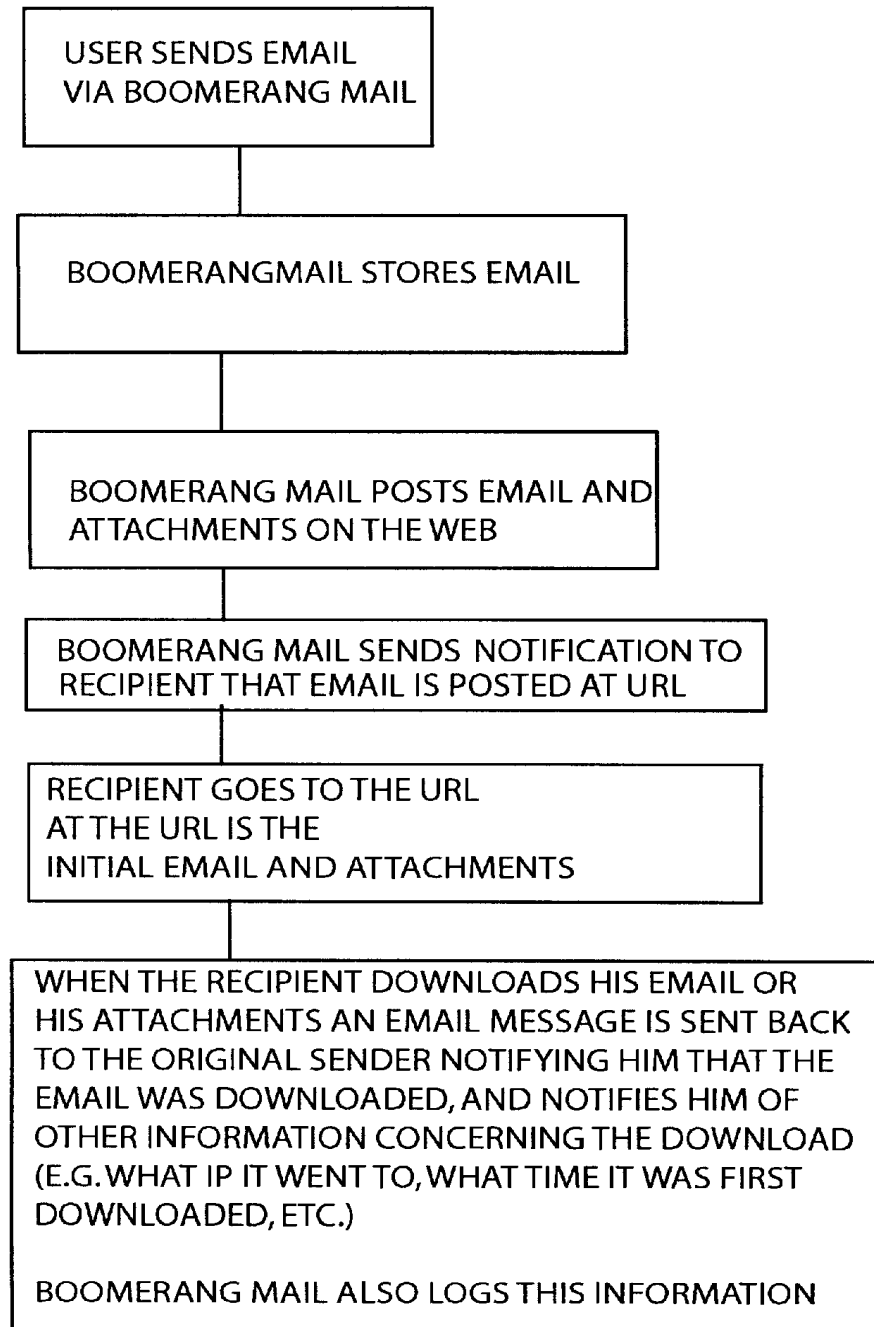 USER SENDS EMAIL
VIA BOOMERANG MAIL
BOOMERANGMAIL STORES EMAIL
BOOMERANG MAIL POSTS EMAIL AND
ATTACHMENTS ON THE WEB
BOOMERANG MAIL SENDS NOTIFICATION TO
RECIPIENT THAT EMAIL IS POSTED AT URL
RECIPIENT GOES TO THE URL
AT THE URL IS THE
INITIAL EMAIL AND ATTACHMENTS
WHEN THE RECIPIENT DOWNLOADS HIS EMAIL OR
HIS ATTACHMENTS AN EMAIL MESSAGE IS SENT BACK
TO THE ORIGINAL SENDER NOTIFYING HIM THAT THE
EMAIL WAS DOWNLOADED, AND NOTIFIES HIM OF
OTHER INFORMATION CONCERNING THE DOWNLOAD
(E.G. WHAT IP IT WENT TO, WHAT TIME IT WAS FIRST
DOWNLOADED, ETC.)
BOOMERANG MAIL ALSO LOGS THIS INFORMATION